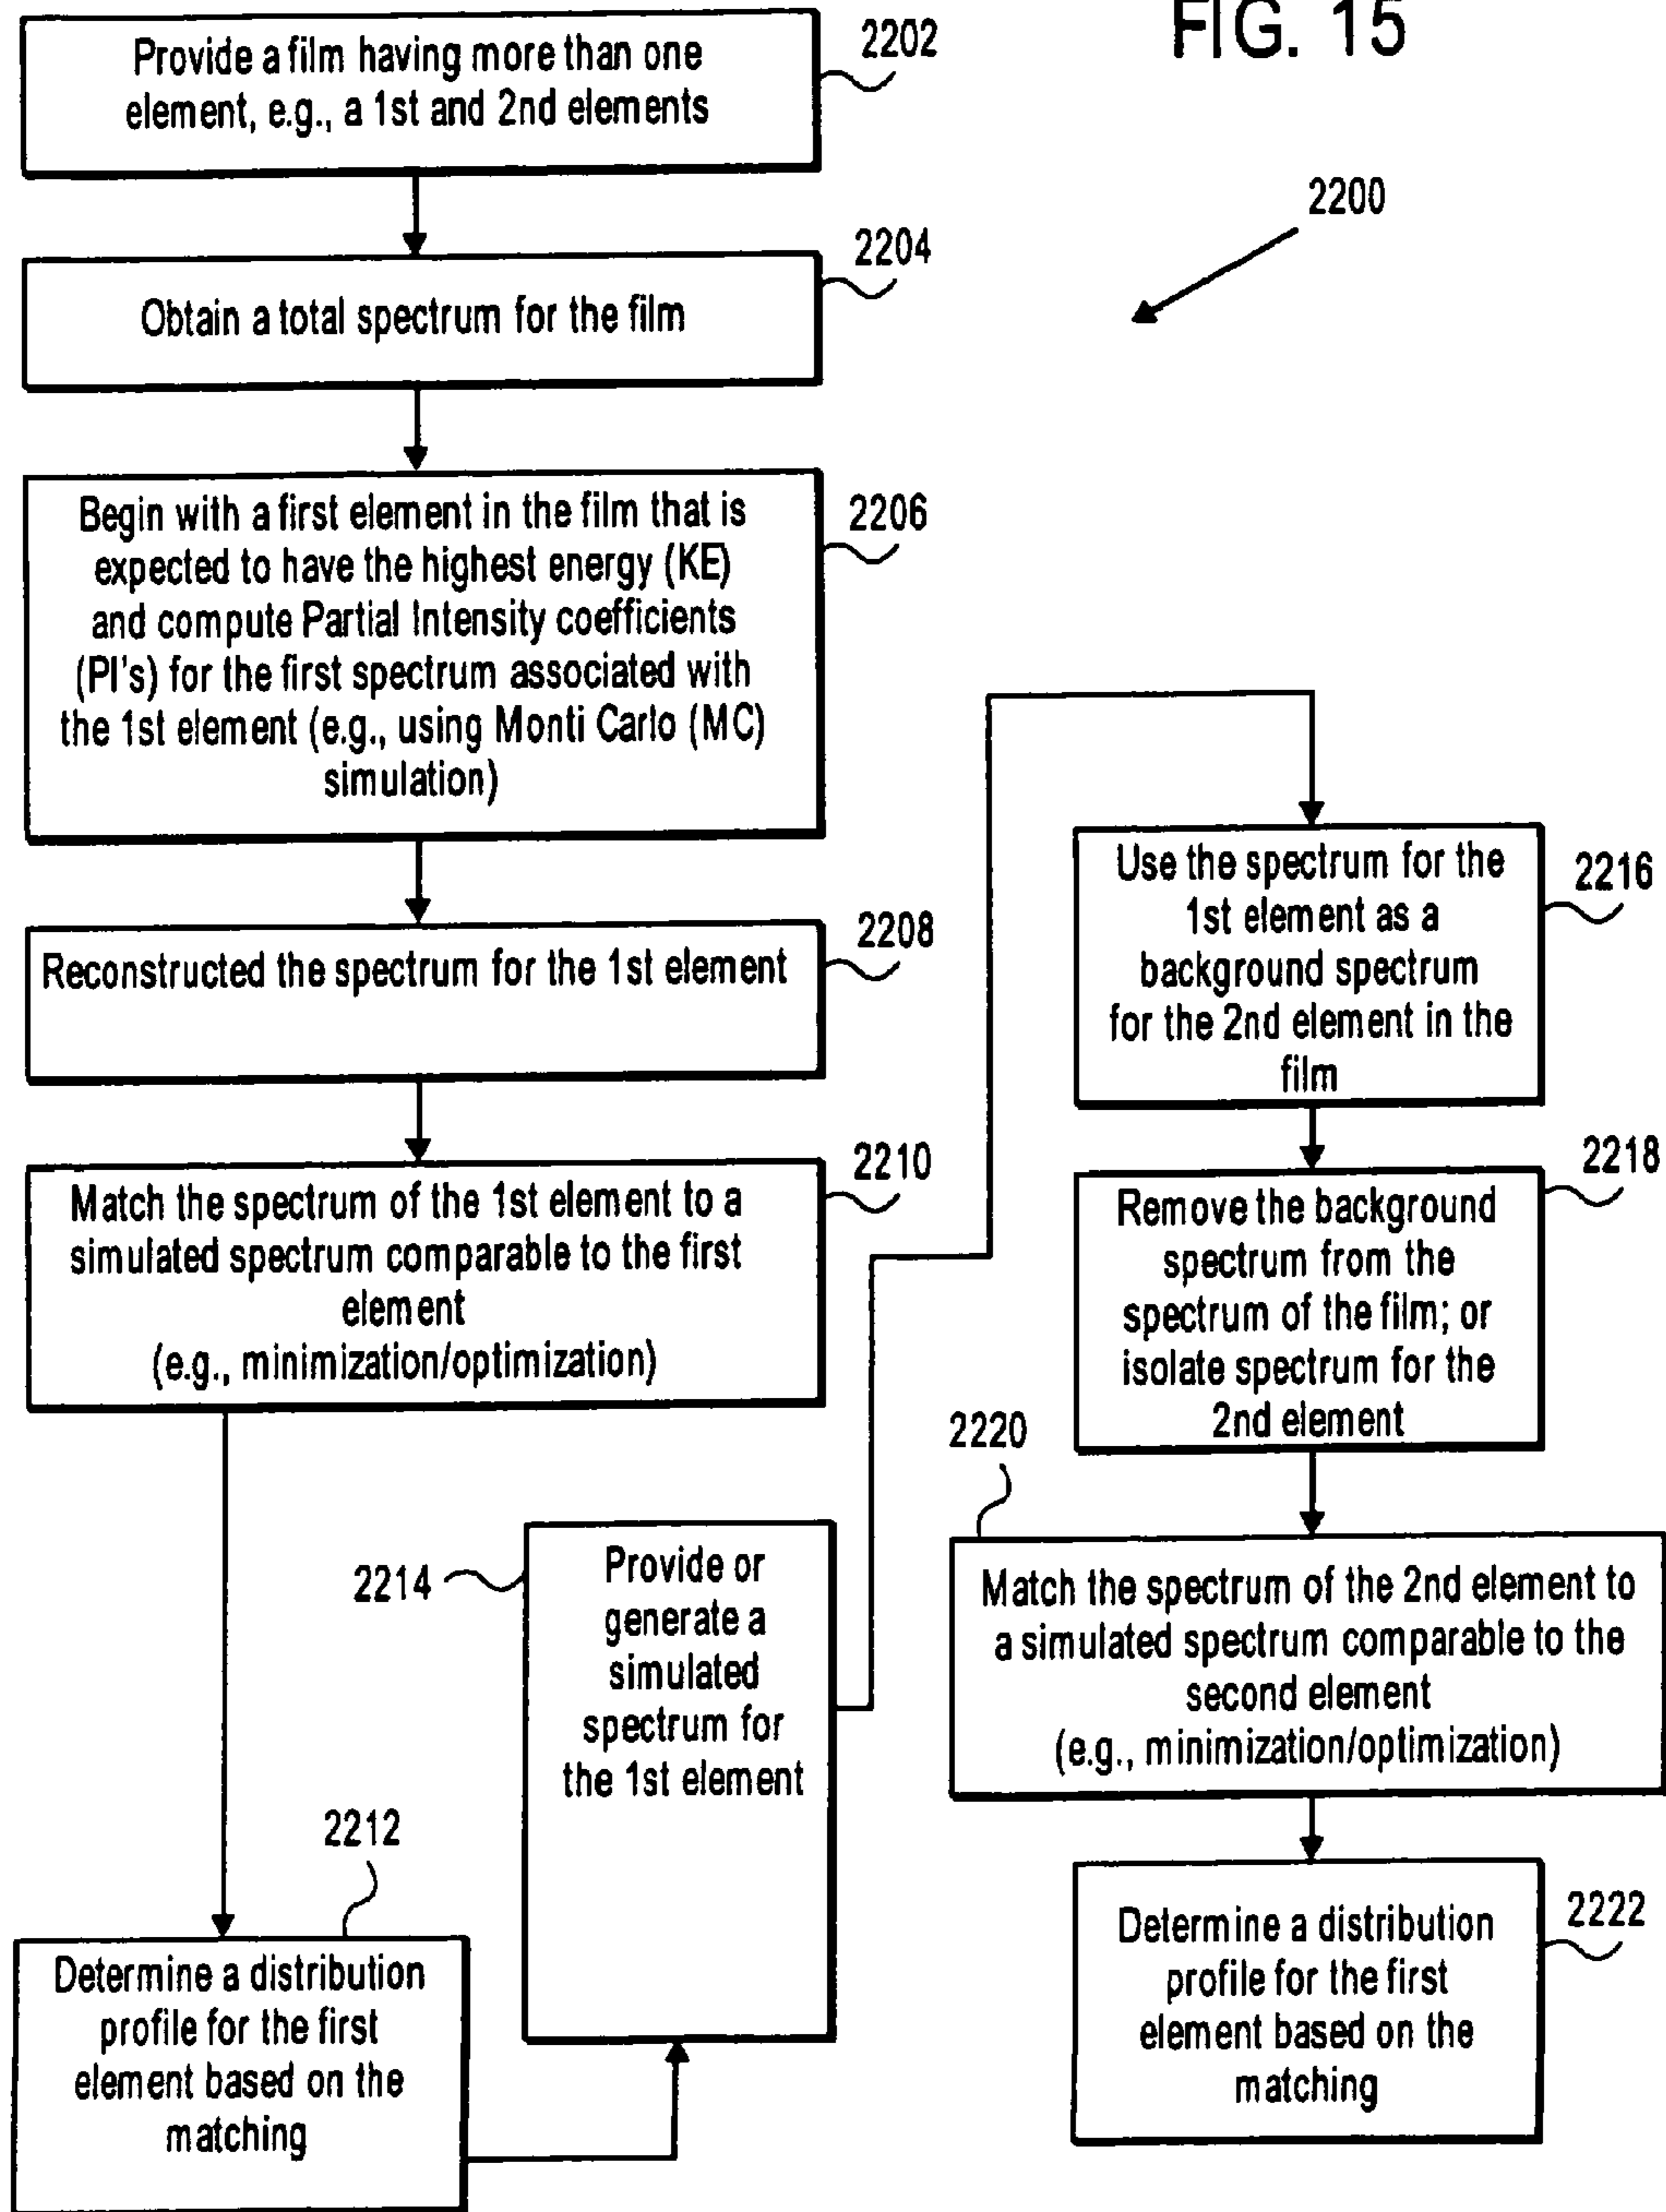 FIG. 15
2200
2202
Provide a film having more than one
element, e.g., a 1st and 2nd elements
2204
Obtain a total spectrum for the film
2206
Begin with a first element in the film that is
expected to have the highest energy (KE)
and compute Partial Intensity coefficients
(PI's) for the first spectrum associated with
the 1st element (e.g., using Monti Carlo (MC)
simulation)
2208
Reconstructed the spectrum for the 1st element
2210
Match the spectrum of the 1st element to a
simulated spectrum comparable to the first
element
(e.g., minimization/optimization)
2212
Determine a distribution
profile for the first
element based on the
matching
2214
Provide or
generate a
simulated
spectrum for
the 1st element
2216
Use the spectrum for the
1st element as a
background spectrum
for the 2nd element in the
film
2218
Remove the background
spectrum from the
spectrum of the film; or
isolate spectrum for the
2nd element
2220
Match the spectrum of the 2nd element to
a simulated spectrum comparable to the
second element
(e.g., minimization/optimization)
2222
Determine a distribution
profile for the first
element based on the
matching